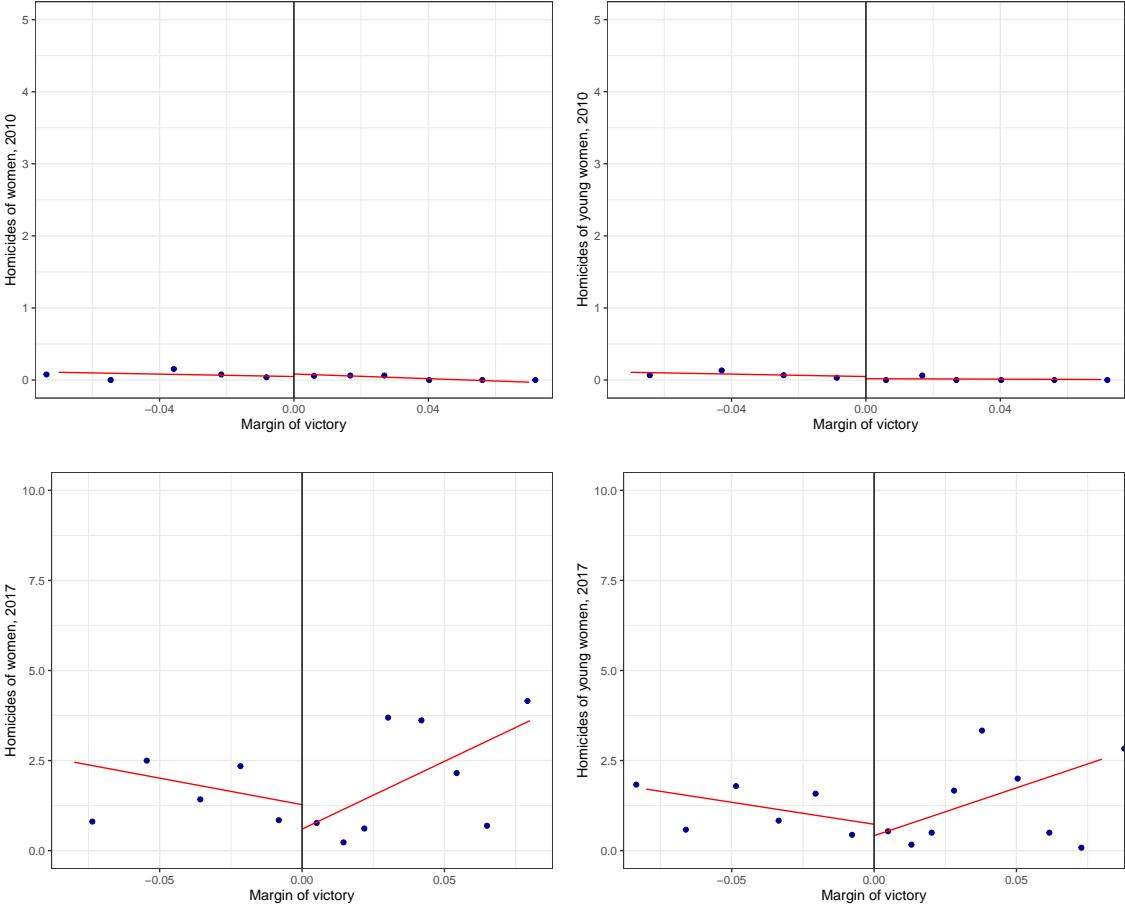 Homicides of women, 2010
5
4
3
2
1
0
−0.04 0.00 0.04
Margin of victory
Homicides of young women, 2010
5
4
3
2
1
0
−0.04 0.00 0.04
Margin of victory
Homicides of women, 2017
10.0
7.5
5.0
2.5
0.0
−0.05 0.00 0.05
Margin of victory
Homicides of young women, 2017
10.0
7.5
5.0
2.5
0.0
−0.05 0.00 0.05
Margin of victory